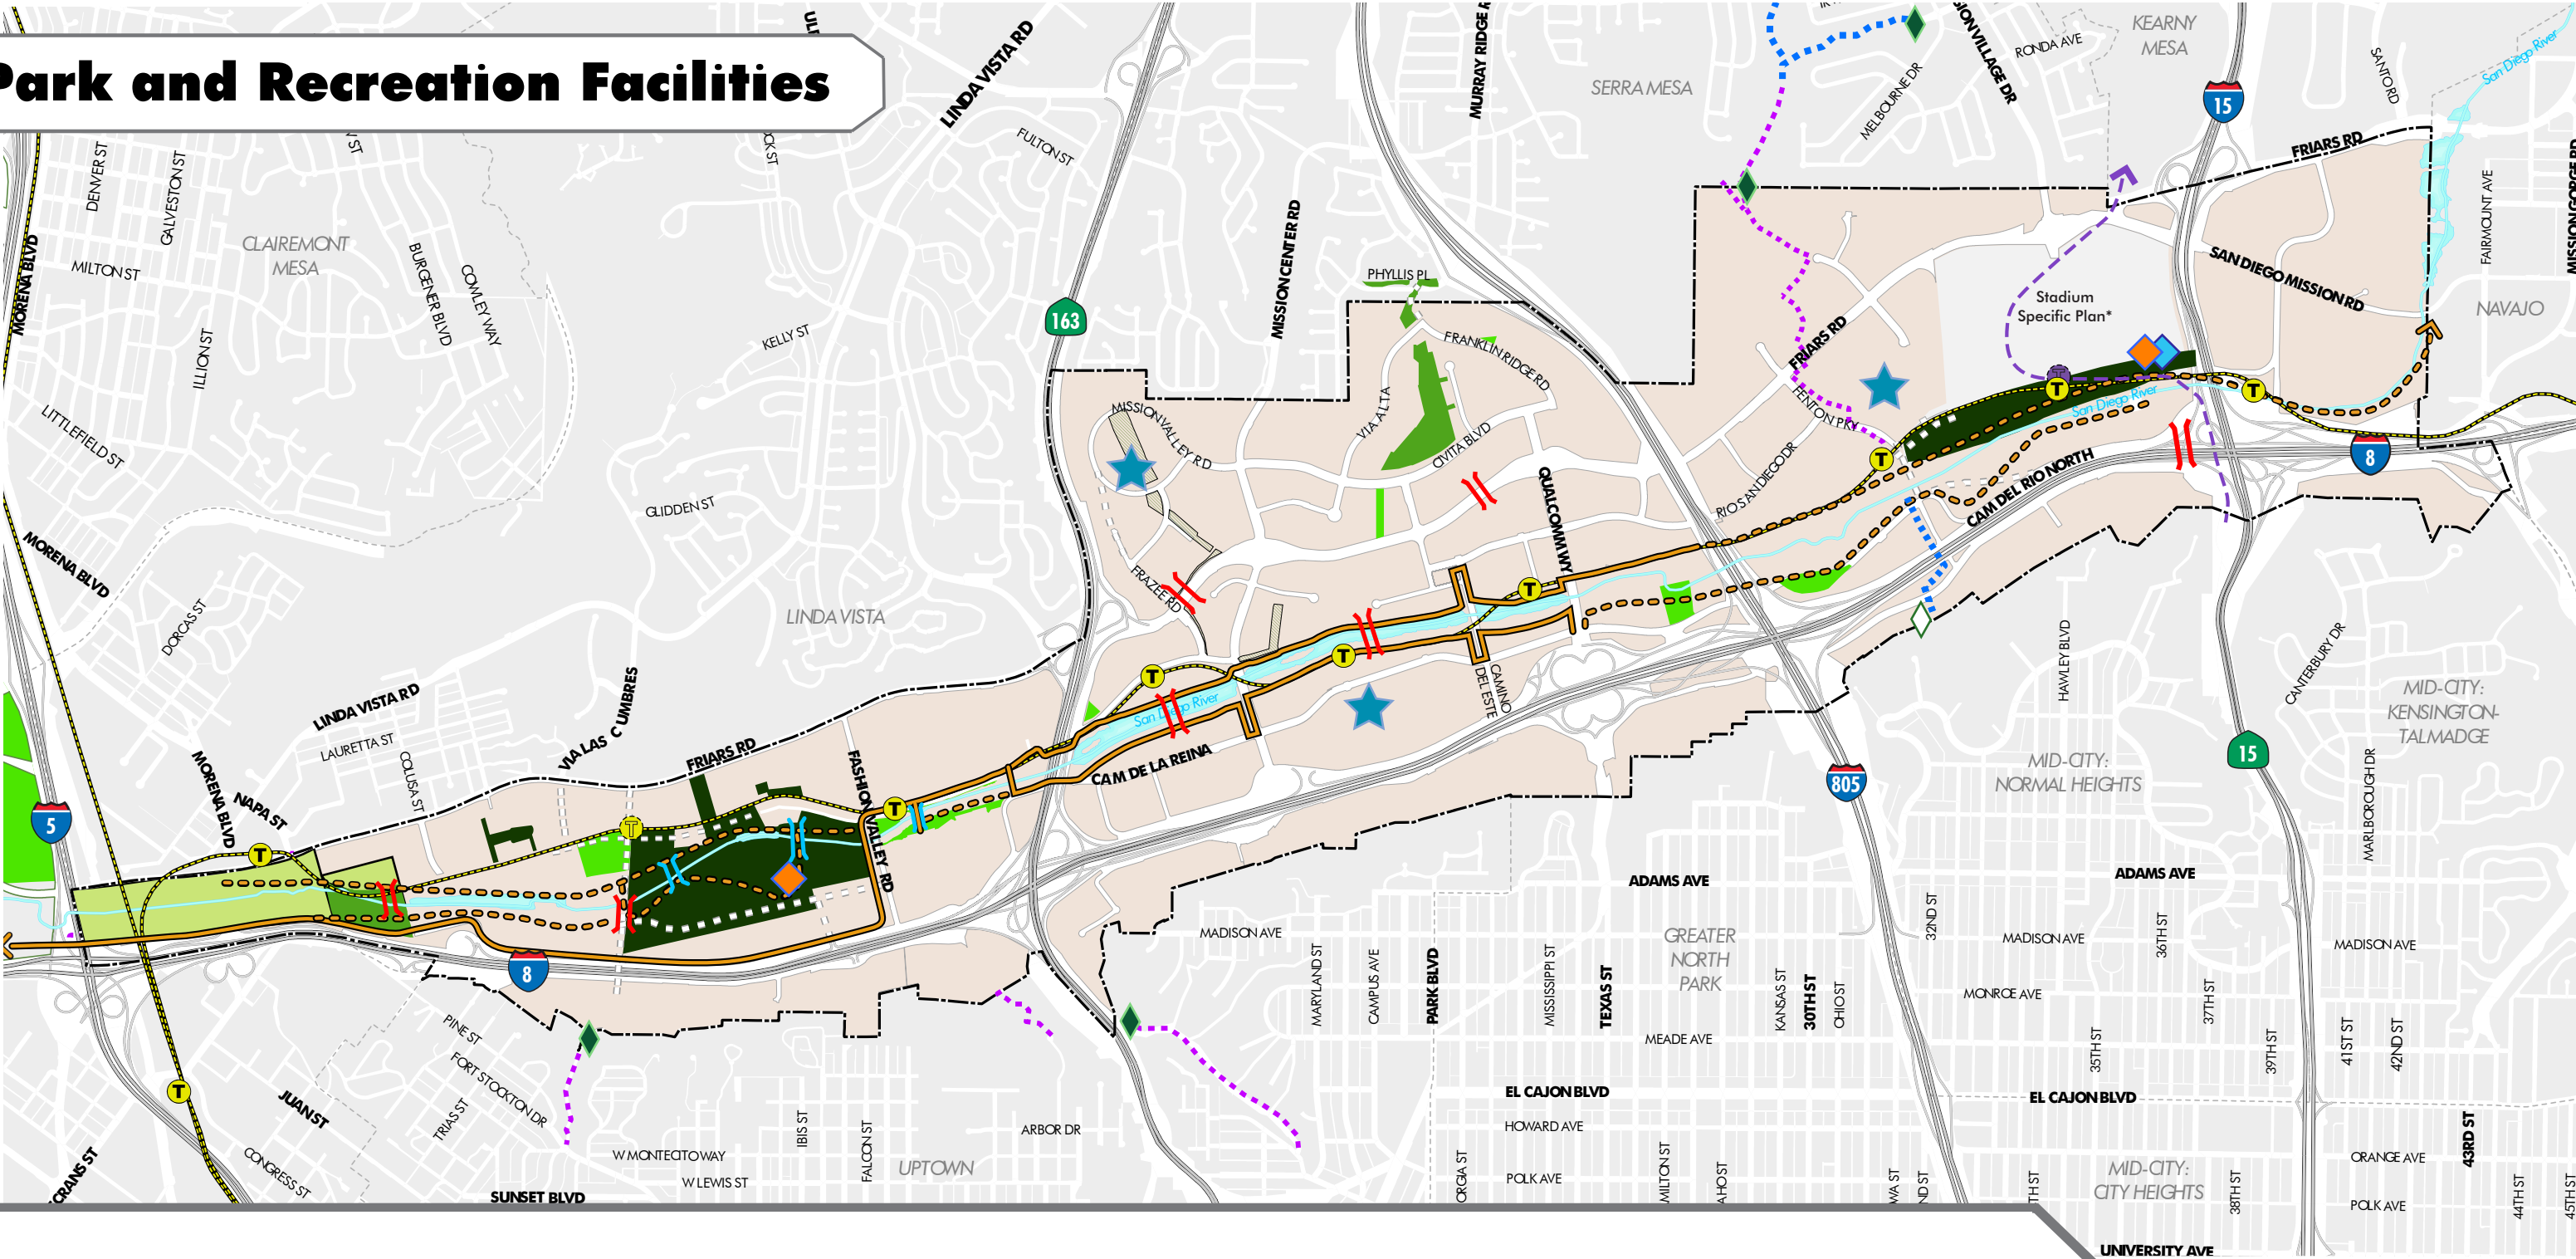 Park and Recreation Facilities
LINDA VISTA RD
FULTON ST
MURRAY RIDGE R
SERRA MESA
MELBOURNE DR
RONDA AVE
KEARNY
MESA
SANTO RD
San Diego River
15
FRIARS RD
FAIRMOUNT AVE
NAVAJO
DENVER ST
GALVESTON ST
MORENA BLVD
CLAIREMONT
MESA
MILTON ST
BURGENER BLVD
COWLEY WAY
ILLION ST
LITTLEFIELD ST
KELLY ST
GLIDDEN ST
163
MISSION CENTER RD
PHYLLIS PL
FRANKLIN RIDGE RD
VIA ALTA
CIVITA BLVD
MISSION VALLEY RD
FRAZEE RD
QUALCOMM WY
FRIARS RD
FENTON PKY
RIO SAN DIEGO DR
Stadium
Specific Plan*
SAN DIEGO MISSION RD
San Diego River
CAM DEL RIO NORTH
8
MORENA BLVD
DORCAS ST
LINDA VISTA
LINDA VISTA RD
LAURETTA ST
COLUSA ST
VIA LAS CUMBRES
FRIARS RD
MORENA BLVD
NAPA ST
5
FASHION VALLEY RD
San Diego River
CAM DE LA REINA
CAMINO
DEL ESTE
T
T
T
T
T
T
T
T
T
T
T
8
805
15
HAWLEY BLVD
CANTERBURY DR
MID-CITY:
KENSINGTON-
TALMADGE
MID-CITY:
NORMAL HEIGHTS
MARLBOROUGH DR
ADAMS AVE
ADAMS AVE
MADISON AVE
MADISON AVE
MADISON AVE
MARYLAND ST
CAMPUS AVE
PARK BLVD
MISSISSIPPI ST
TEXAS ST
GREATER
NORTH
PARK
KANSAS ST
30TH ST
OHIO ST
32ND ST
MONROE AVE
36TH ST
37TH ST
35TH ST
39TH ST
41ST ST
42ND ST
43RD ST
MEADE AVE
EL CAJON BLVD
EL CAJON BLVD
HOWARD AVE
POLK AVE
ORANGE AVE
POLK AVE
MID-CITY:
CITY HEIGHTS
38TH ST
44TH ST
45TH ST
PINE ST
FORT STOCKTON DR
TRIAS ST
JUAN ST
CONGRESS ST
W MONTECITO WAY
W LEWIS ST
SUNSET BLVD
IBIS ST
FALCON ST
UPTOWN
ARBOR DR
UNIVERSITY AVE